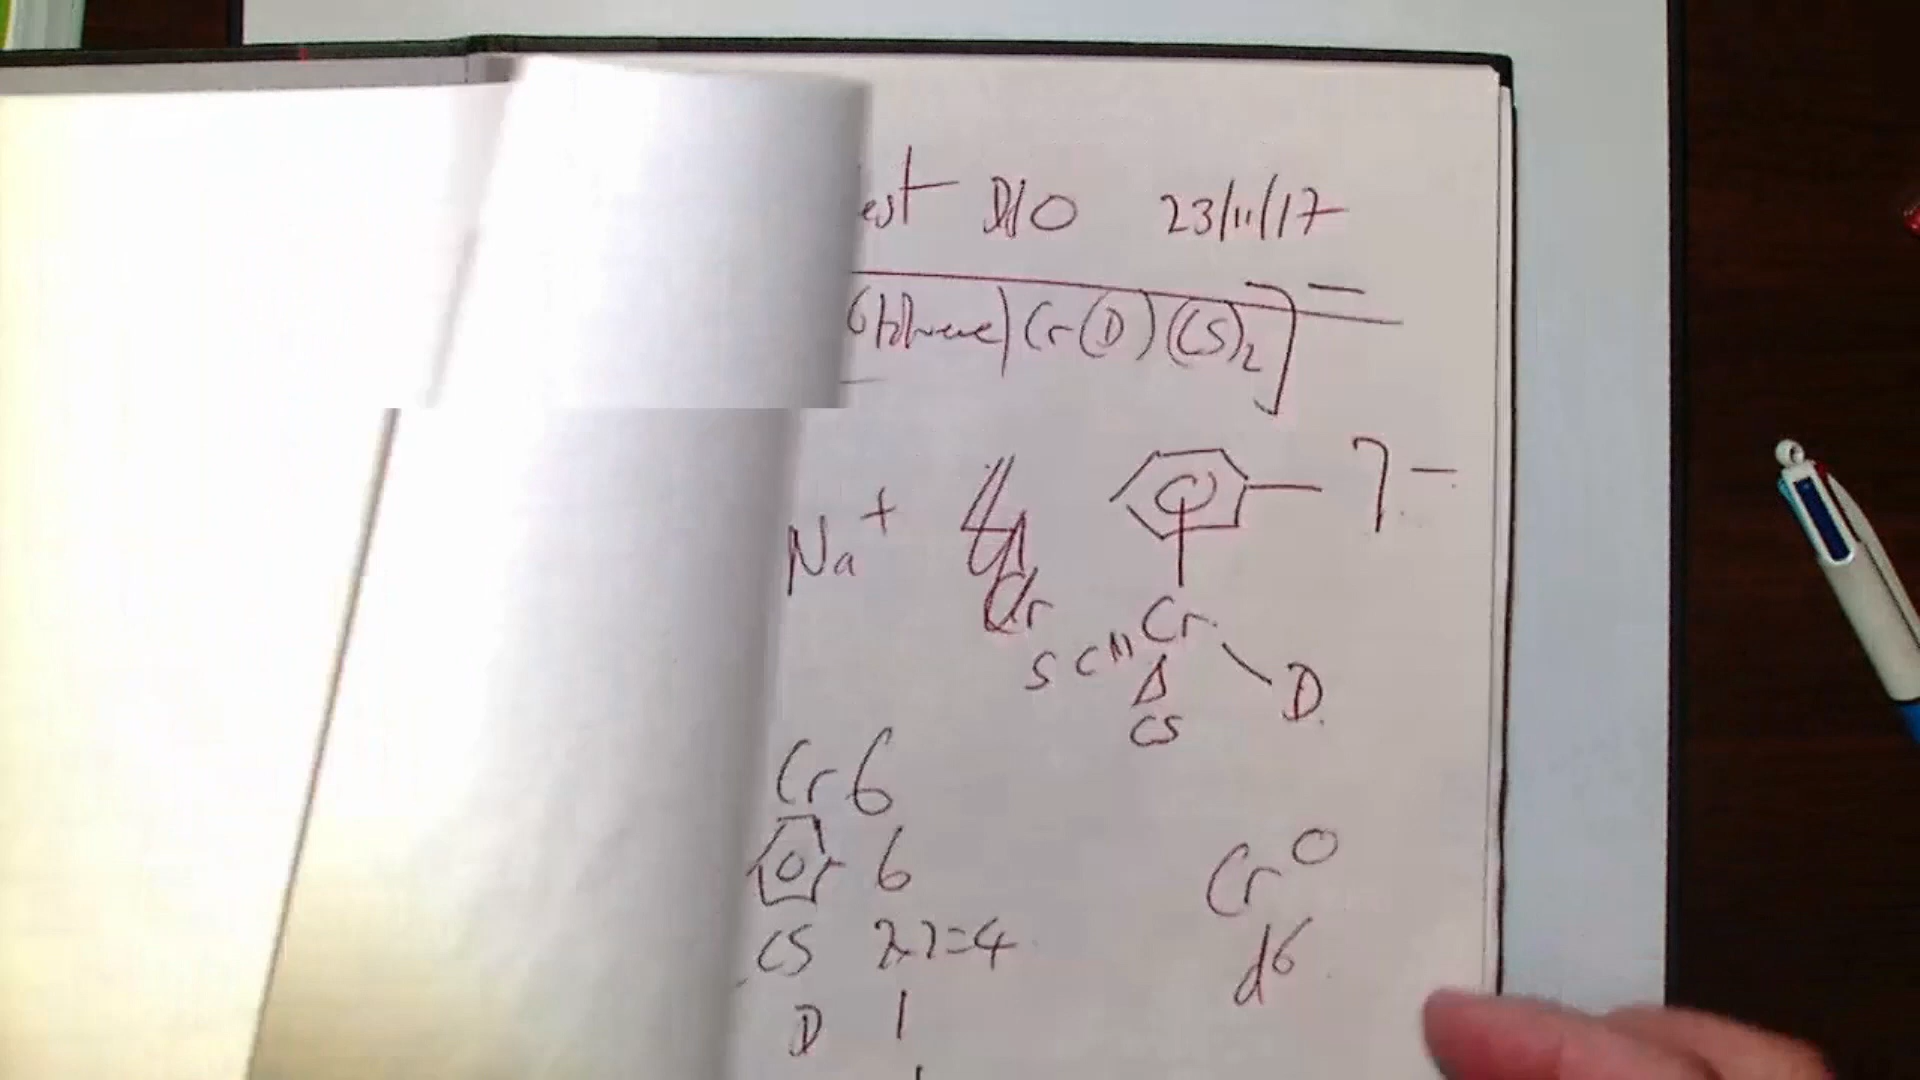 est D10 23/11/17
Cr(D)(CS)2]−
Na+ ]−
Cr
SC Cr D
CS
Cr 6
6 Cr0
CS 2x2=4 d6
D 1